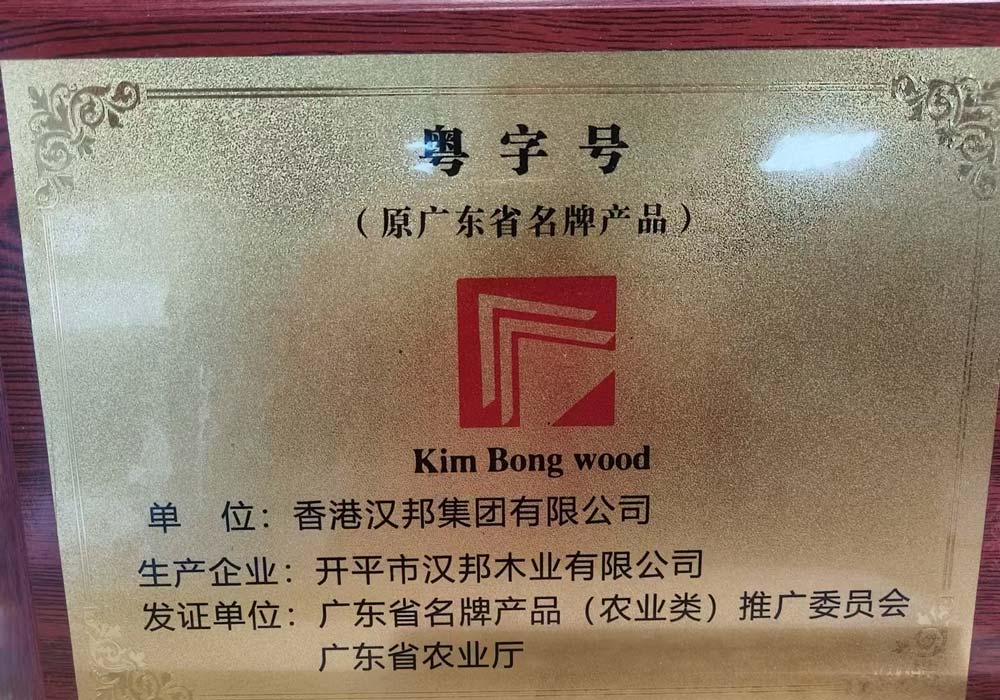 粤字号
（原广东省名牌产品）
Kim Bong wood
单 位：香港汉邦集团有限公司
生产企业：开平市汉邦木业有限公司
发证单位：广东省名牌产品（农业类）推广委员会
广东省农业厅